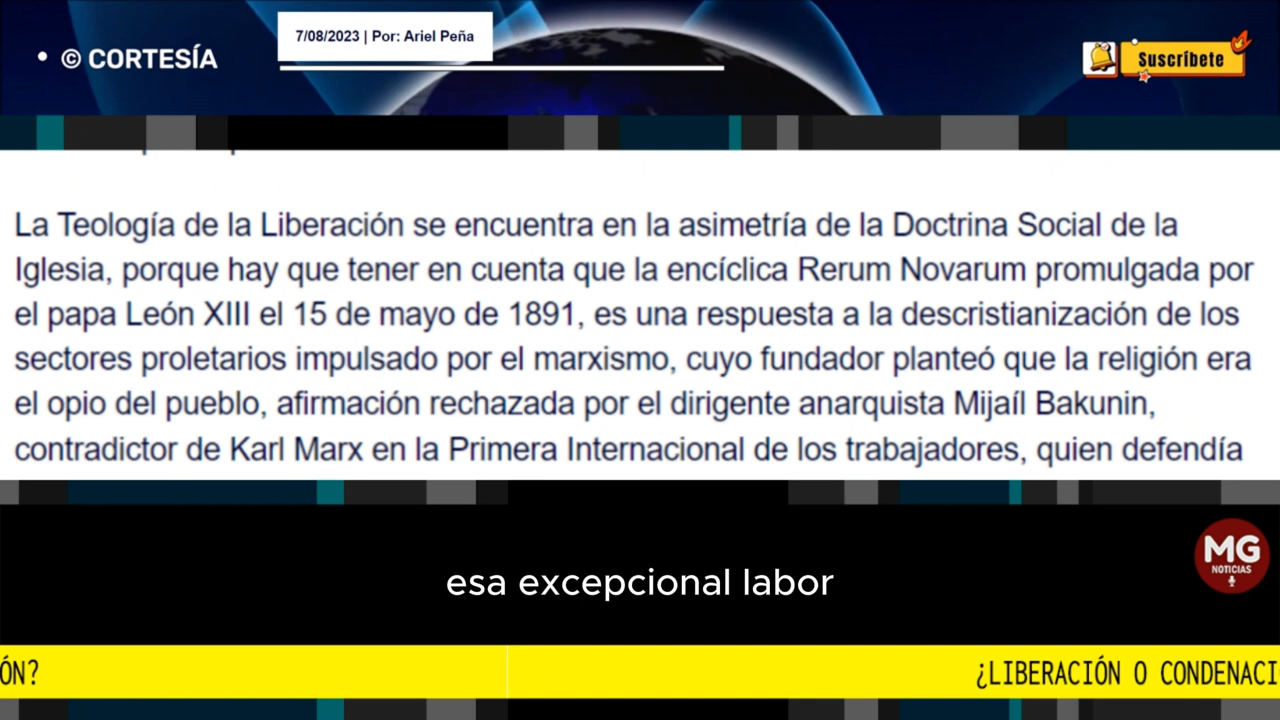 7/08/2023 | Por: Ariel Peña
• © CORTESÍA
Suscríbete
La Teología de la Liberación se encuentra en la asimetría de la Doctrina Social de la
Iglesia, porque hay que tener en cuenta que la encíclica Rerum Novarum promulgada por
el papa León XIII el 15 de mayo de 1891, es una respuesta a la descristianización de los
sectores proletarios impulsado por el marxismo, cuyo fundador planteó que la religión era
el opio del pueblo, afirmación rechazada por el dirigente anarquista Mijaíl Bakunin,
contradictor de Karl Marx en la Primera Internacional de los trabajadores, quien defendía
MG
NOTICIAS
esa excepcional labor
ÓN?
¿LIBERACIÓN O CONDENACI